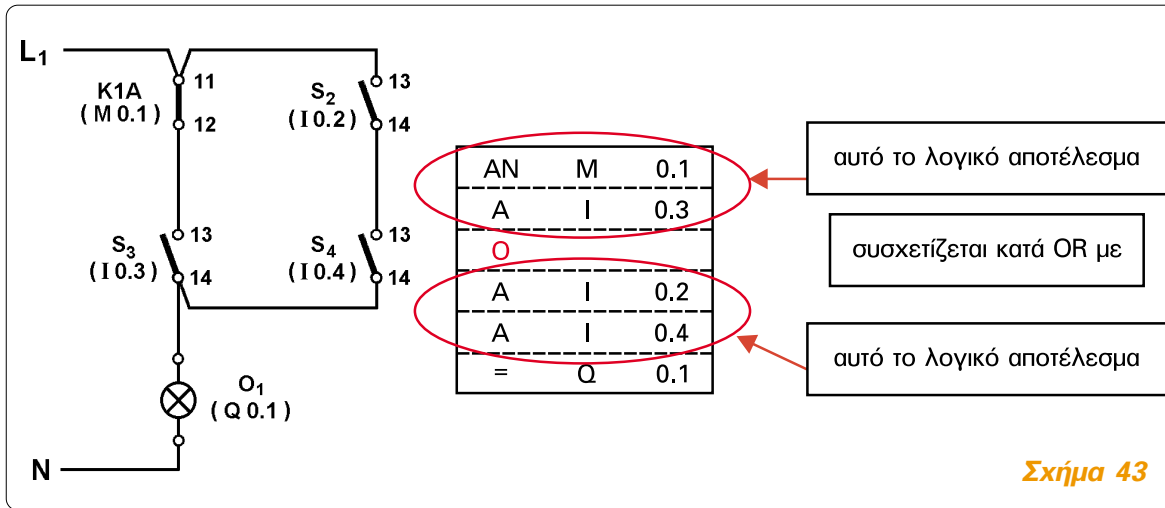 L₁
K1A
( M 0.1 )
11
12
S₂
( I 0.2 )
13
14
S₃
( I 0.3 )
13
14
S₄
( I 0.4 )
13
14
O₁
( Q 0.1 )
N
AN M 0.1
A I 0.3
O
A I 0.2
A I 0.4
= Q 0.1
αυτό το λογικό αποτέλεσμα
συσχετίζεται κατά OR με
αυτό το λογικό αποτέλεσμα
Σχήμα 43